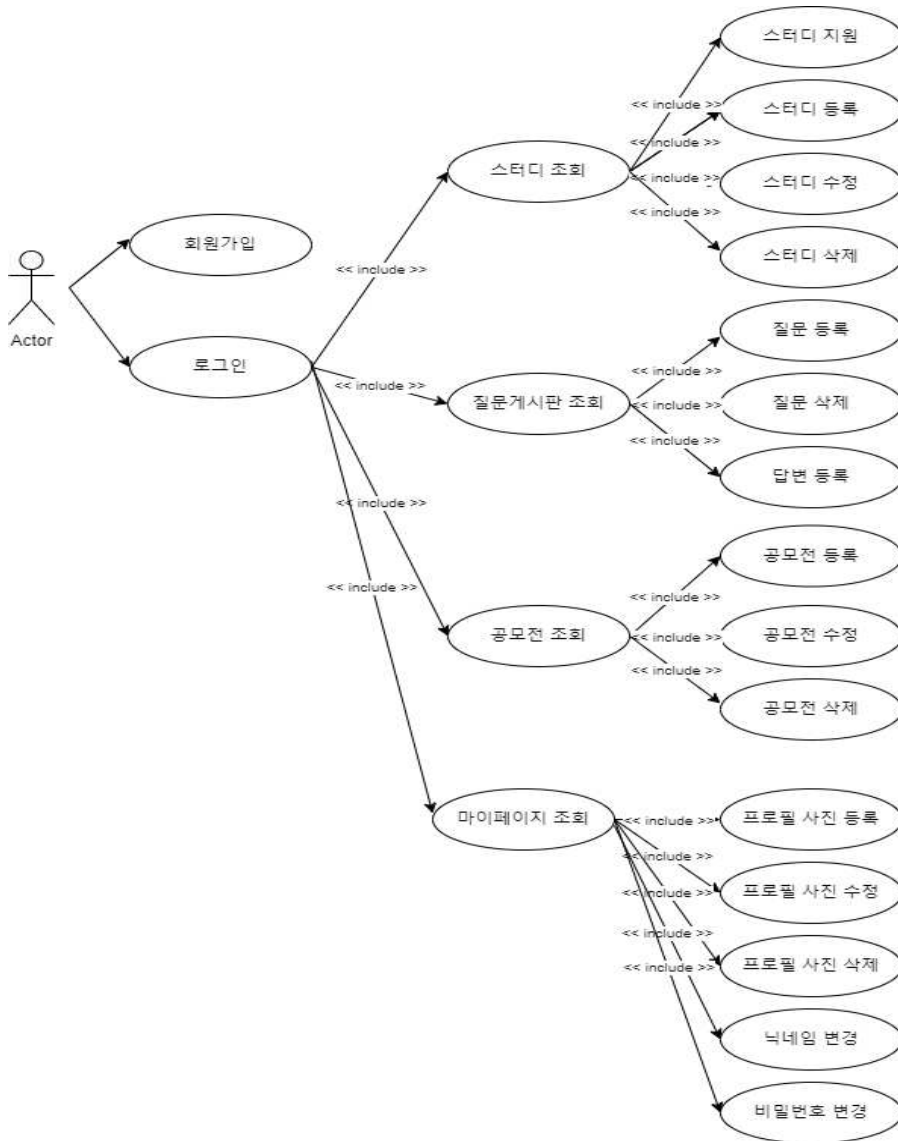 스터디 지원
<< include >>
스터디 등록
<< include >>
스터디 조회
<< include >>
스터디 수정
<< include >>
스터디 삭제
회원가입
<< include >>
Actor
로그인
질문 등록
<< include >>
<< include >>
질문게시판 조회
<< include >>
질문 삭제
<< include >>
답변 등록
<< include >>
공모전 등록
<< include >>
<< include >>
공모전 조회
<< include >>
공모전 수정
<< include >>
공모전 삭제
마이페이지 조회
<< include >>
프로필 사진 등록
<< include >>
<< include >>
프로필 사진 수정
<< include >>
<< include >>
프로필 사진 삭제
닉네임 변경
비밀번호 변경